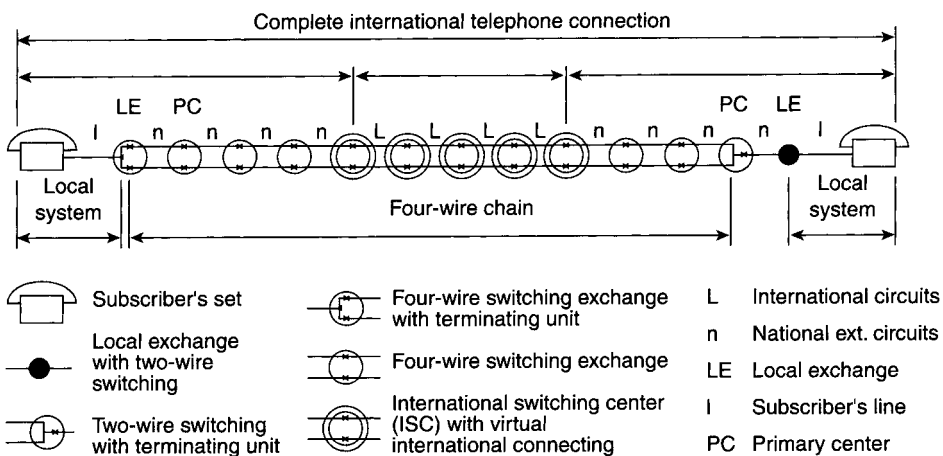 Complete international telephone connection
LE PC PC LE
l n n n n L L L L n n n n l
Local
system
Four-wire chain
Local
system
Subscriber's set
Local exchange
with two-wire
switching
Two-wire switching
with terminating unit
Four-wire switching exchange
with terminating unit
Four-wire switching exchange
International switching center
(ISC) with virtual
international connecting
L International circuits
n National ext. circuits
LE Local exchange
l Subscriber's line
PC Primary center